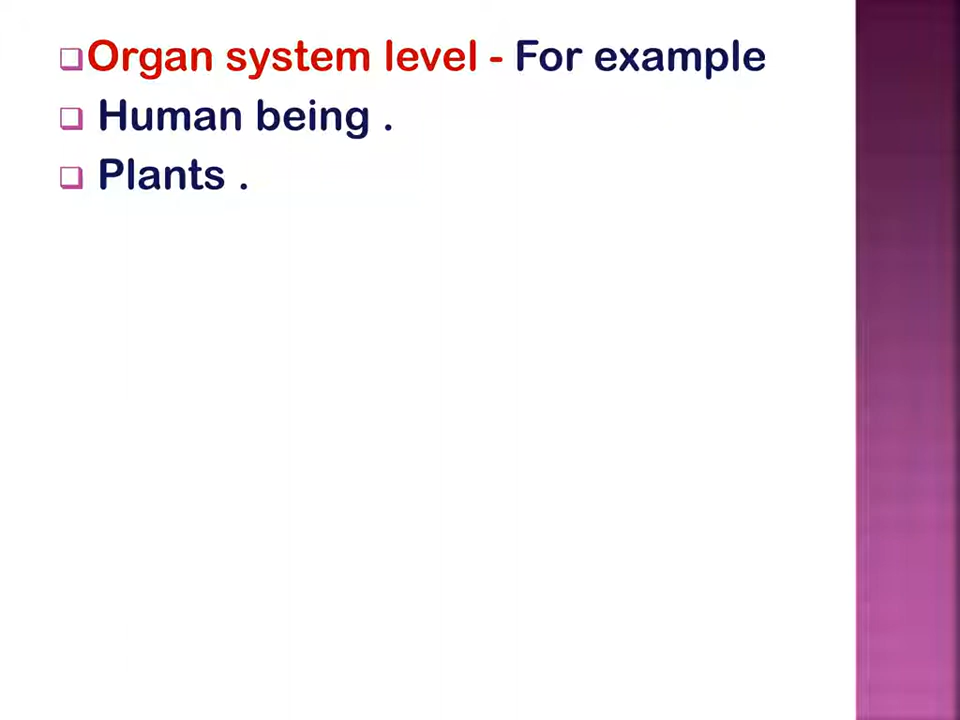 Organ system level - For example
Human being .
Plants .